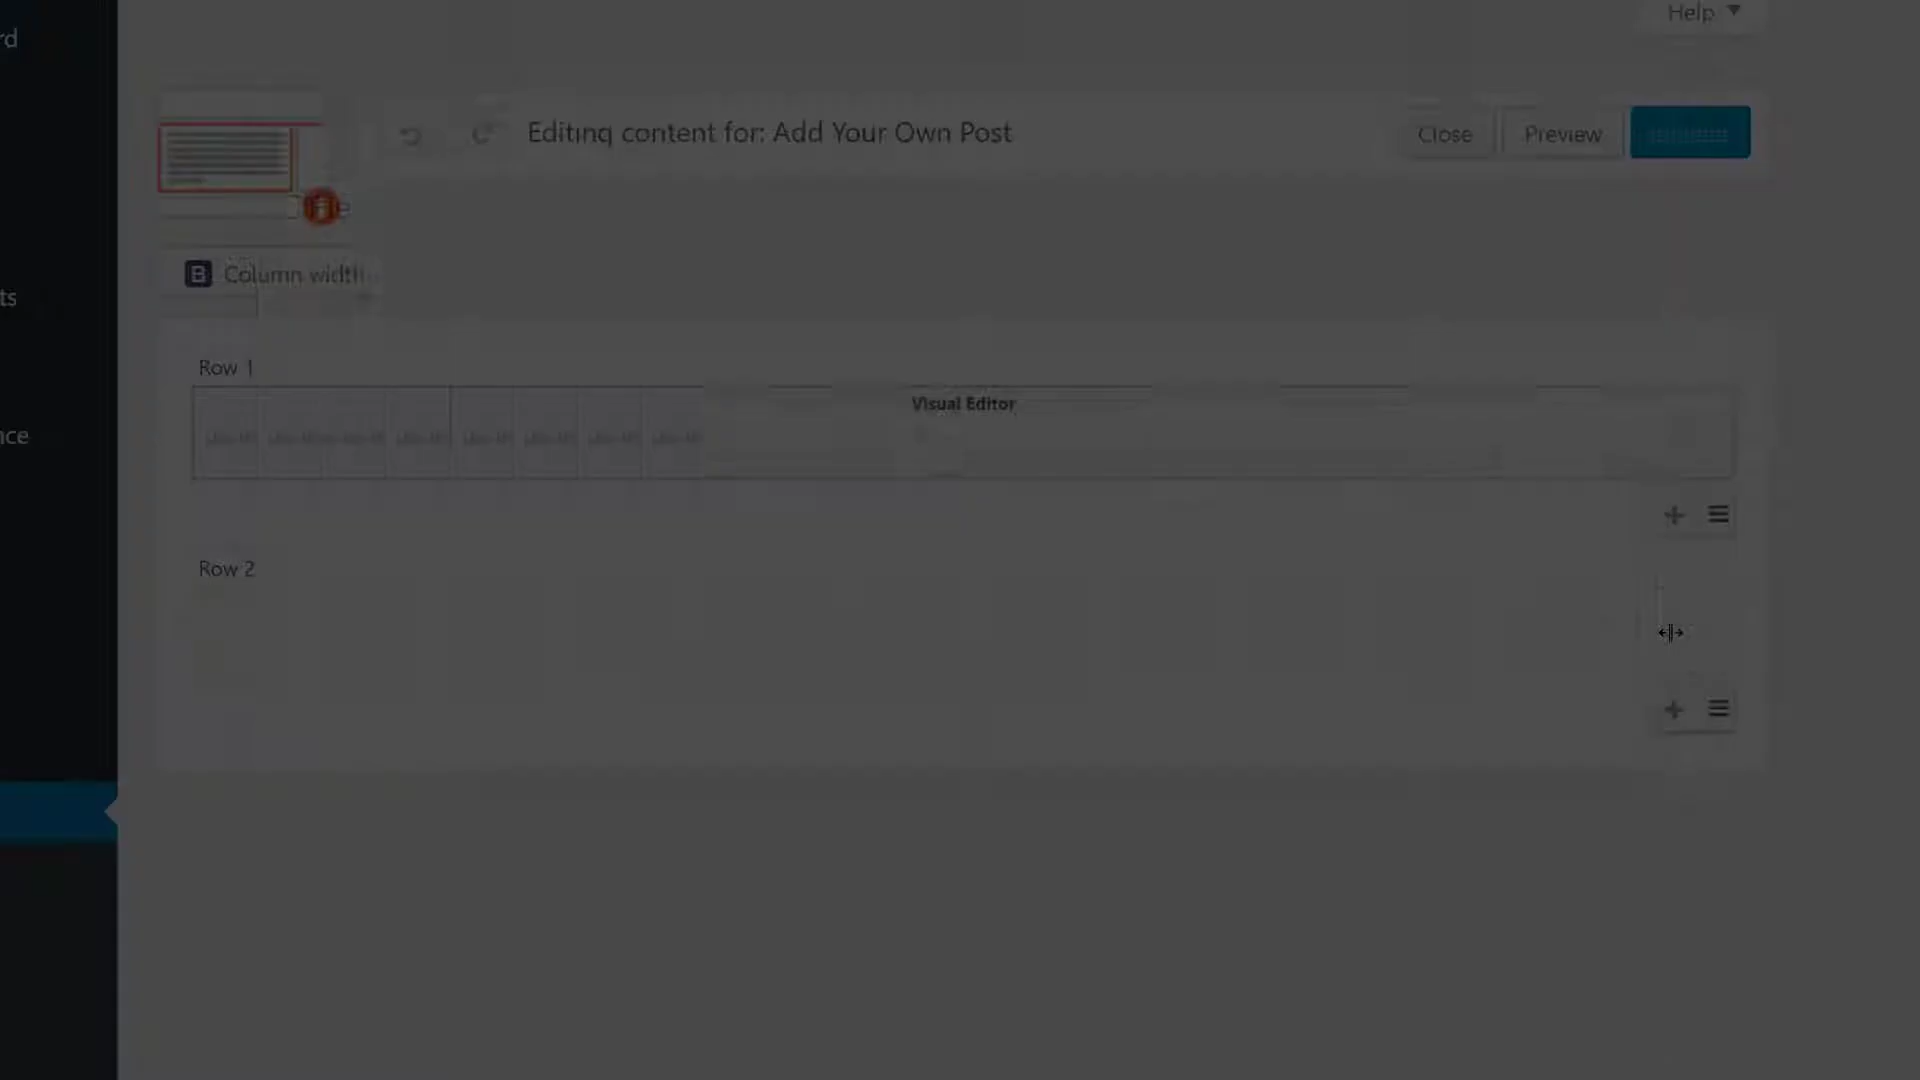 Help
rd
Editing content for: Add Your Own Post
Close
Preview
B Column width
ts
Row 1
Visual Editor
nce
Row 2